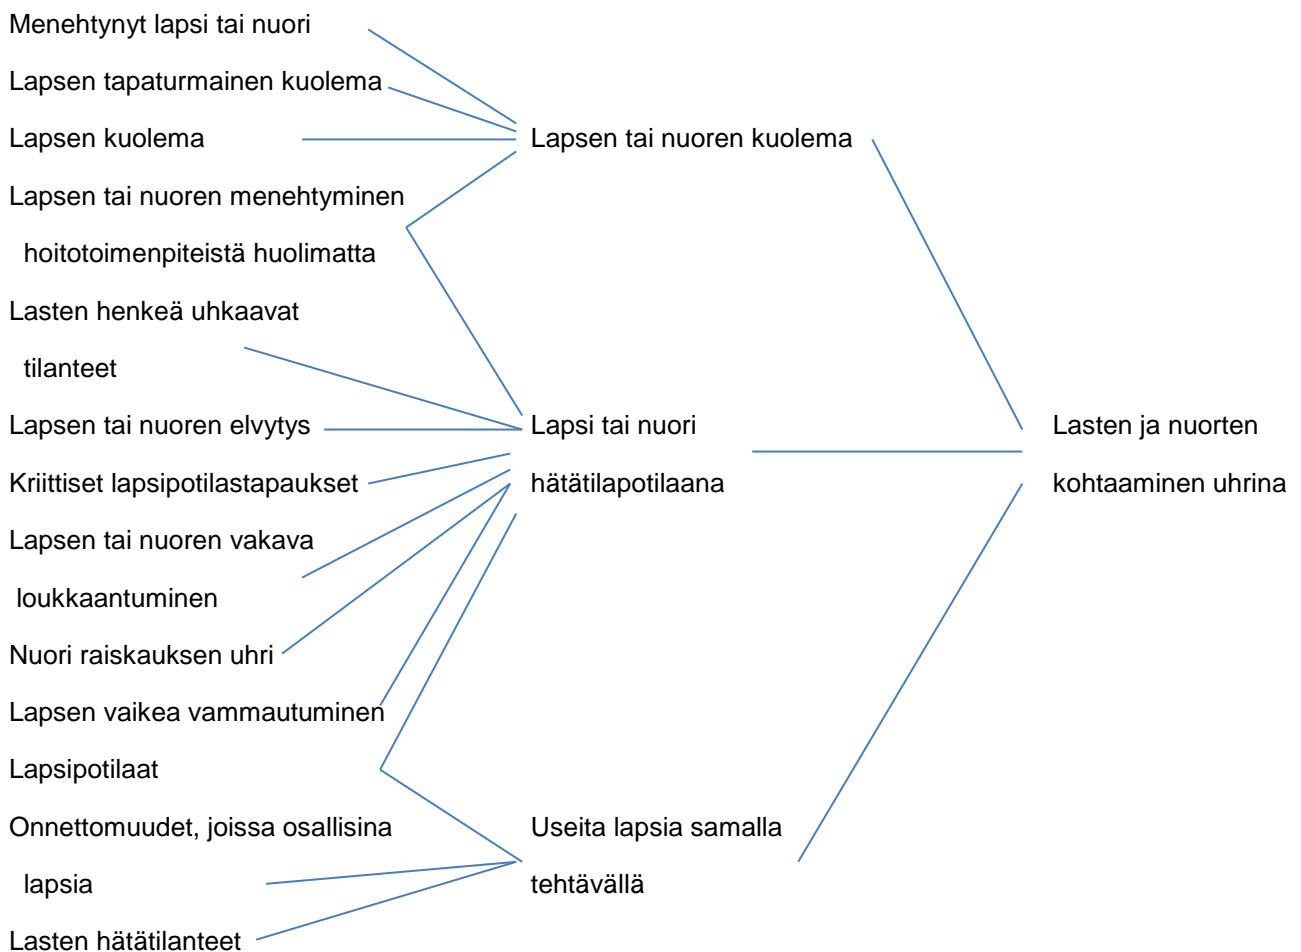 Menehtynyt lapsi tai nuori
Lapsen tapaturmainen kuolema
Lapsen kuolema
Lapsen tai nuoren menehtyminen
hoitotoimenpiteistä huolimatta
Lasten henkeä uhkaavat
tilanteet
Lapsen tai nuoren elvytys
Kriittiset lapsipotilastapaukset
Lapsen tai nuoren vakava
loukkaantuminen
Nuori raiskauksen uhri
Lapsen vaikea vammautuminen
Lapsipotilaat
Onnettomuudet, joissa osallisina
lapsia
Lasten hätätilanteet
Lapsen tai nuoren kuolema
Lapsi tai nuori
hätätilapotilaana
Useita lapsia samalla
tehtävällä
Lasten ja nuorten
kohtaaminen uhrina